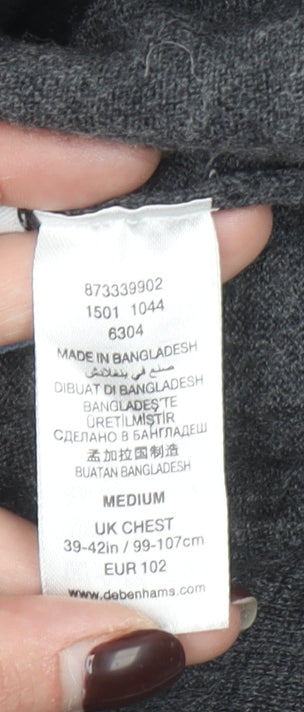 873339902
1501 1044
6304
MADE IN BANGLADESH
صنع في بنغلادش
DIBUAT DI BANGLADESH
BANGLADEŞ'TE
ÜRETİLMİŞTİR
СДЕЛАНО В БАНГЛАДЕШ
孟加拉国制造
BUATAN BANGLADESH
MEDIUM
UK CHEST
39-42in / 99-107cm
EUR 102
www.debenhams.com